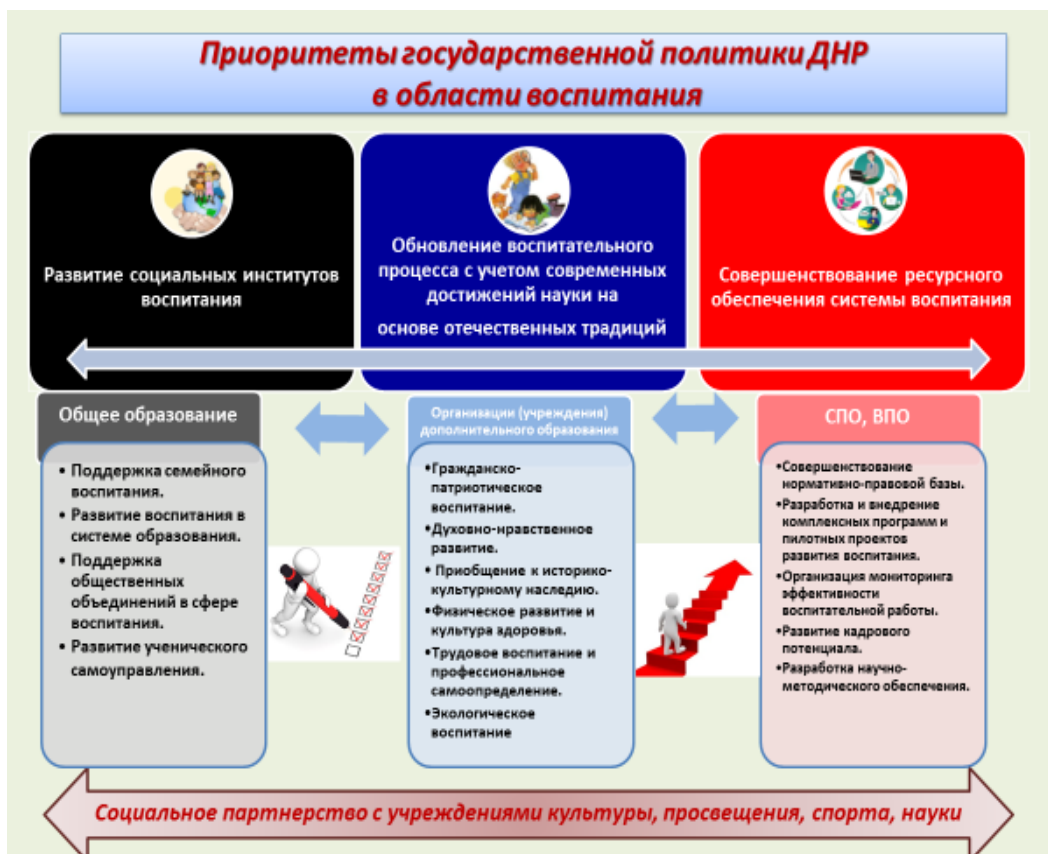 Приоритеты государственной политики ДНР
в области воспитания
Развитие социальных институтов
воспитания
Обновление воспитательного
процесса с учетом современных
достижений науки на
основе отечественных традиций
Совершенствование ресурсного
обеспечения системы воспитания
Общее образование
• Поддержка семейного
воспитания.
• Развитие воспитания в
системе образования.
• Поддержка
общественных
объединений в сфере
воспитания.
• Развитие ученического
самоуправления.
Организации (учреждения)
дополнительного образования
•Гражданско-
патриотическое
воспитание.
•Духовно-нравственное
развитие.
• Приобщение к историко-
культурному наследию.
•Физическое развитие и
культура здоровья.
•Трудовое воспитание и
профессиональное
самоопределение.
•Экологическое
воспитание
СПО, ВПО
•Совершенствование
нормативно-правовой базы.
•Разработка и внедрение
комплексных программ и
пилотных проектов
развития воспитания.
•Организация мониторинга
эффективности
воспитательной работы.
•Развитие кадрового
потенциала.
•Разработка научно-
методического обеспечения.
Социальное партнерство с учреждениями культуры, просвещения, спорта, науки